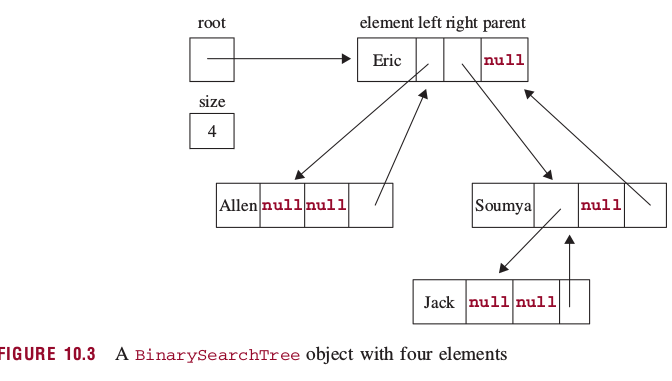 root
element left right parent
Eric null
size
4
Allen null null
Soumya null
Jack null null
FIGURE 10.3 A BinarySearchTree object with four elements